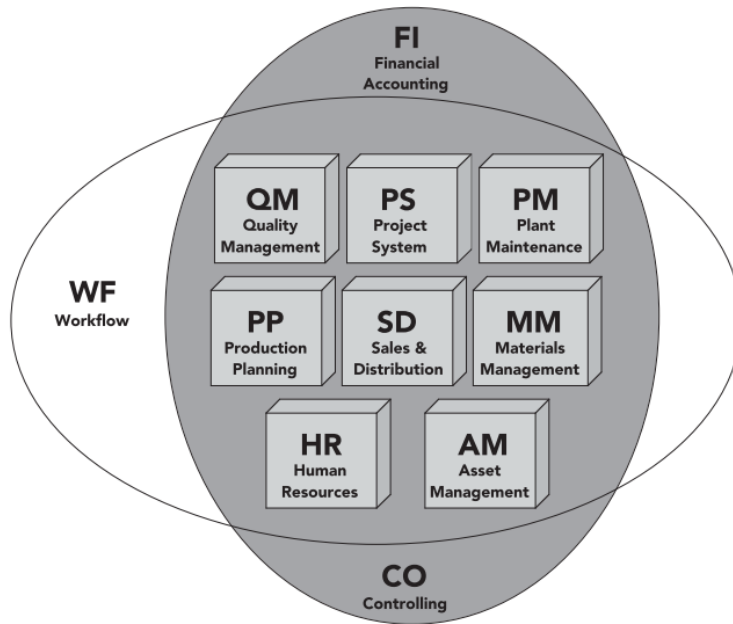 FI
Financial
Accounting
QM
Quality
Management
PS
Project
System
PM
Plant
Maintenance
WF
Workflow
PP
Production
Planning
SD
Sales &
Distribution
MM
Materials
Management
HR
Human
Resources
AM
Asset
Management
CO
Controlling